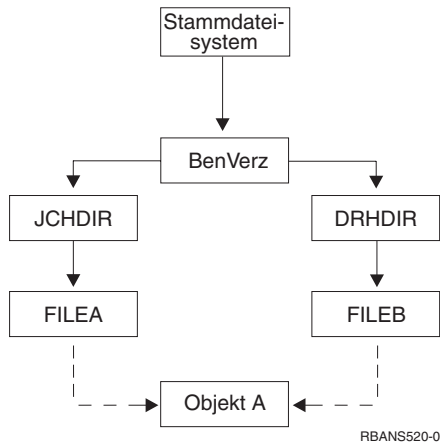 Stammdatei-
system
BenVerz
JCHDIR
DRHDIR
FILEA
FILEB
Objekt A
RBANS520-0